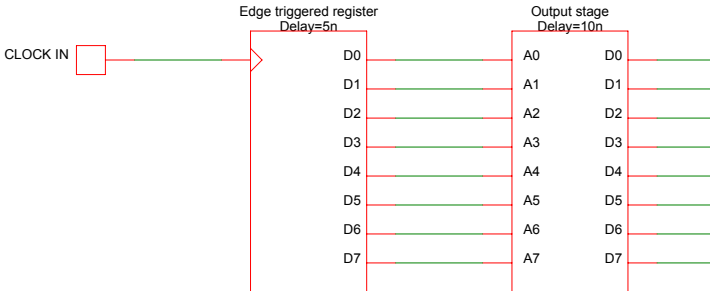 Edge triggered register
Delay=5n
Output stage
Delay=10n
CLOCK IN
D0 A0 D0
D1 A1 D1
D2 A2 D2
D3 A3 D3
D4 A4 D4
D5 A5 D5
D6 A6 D6
D7 A7 D7